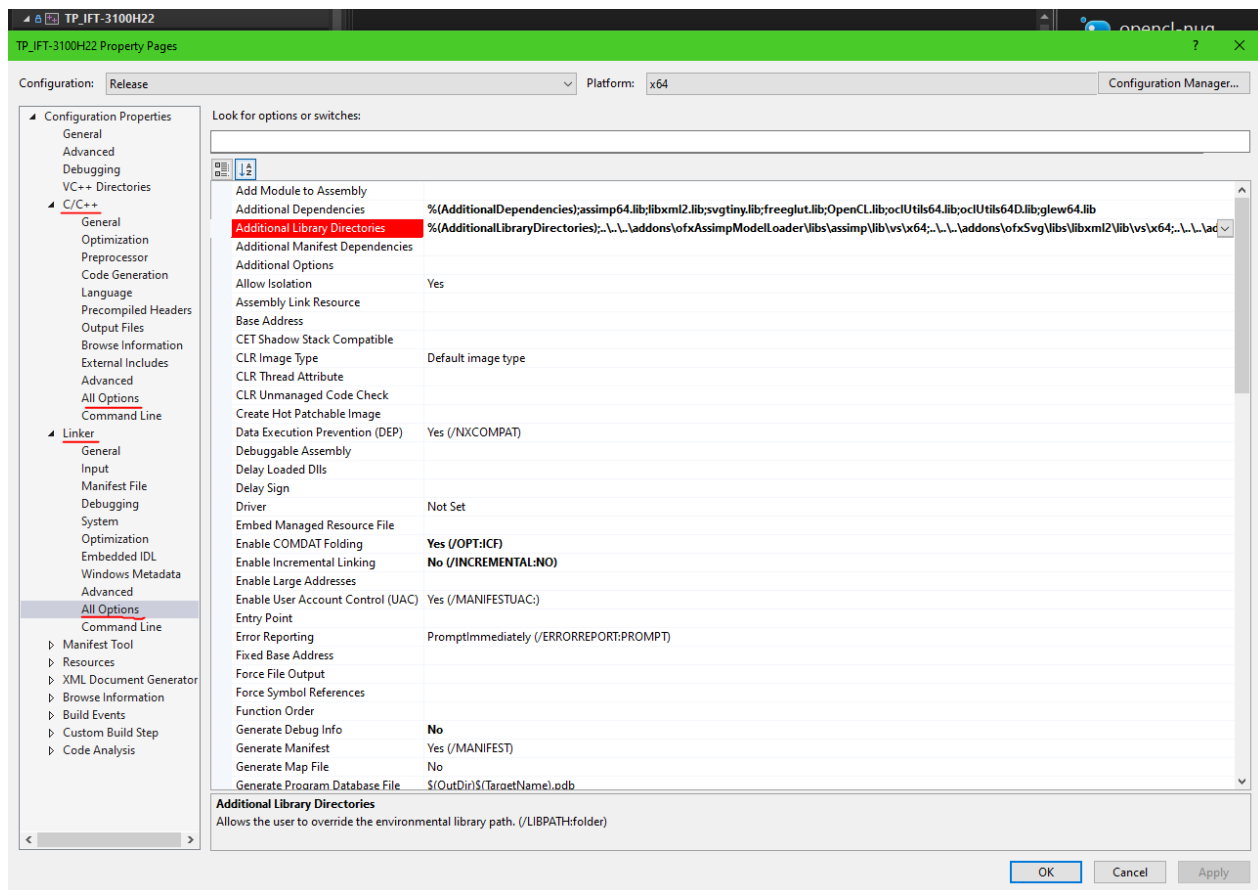 TP_IFT-3100H22
opencl-nug
TP_IFT-3100H22 Property Pages
?
Configuration: Release
Platform: x64
Configuration Manager...
Configuration Properties
General
Advanced
Debugging
VC++ Directories
C/C++
General
Optimization
Preprocessor
Code Generation
Language
Precompiled Headers
Output Files
Browse Information
External Includes
Advanced
All Options
Command Line
Linker
General
Input
Manifest File
Debugging
System
Optimization
Embedded IDL
Windows Metadata
Advanced
All Options
Command Line
Manifest Tool
Resources
XML Document Generator
Browse Information
Build Events
Custom Build Step
Code Analysis
Look for options or switches:
Add Module to Assembly
Additional Dependencies %(AdditionalDependencies);assimp64.lib;libxml2.lib;svgtiny.lib;freeglut.lib;OpenCL.lib;oclUtils64.lib;oclUtils64D.lib;glew64.lib
Additional Library Directories %(AdditionalLibraryDirectories);..\..\..\addons\ofxAssimpModelLoader\libs\assimp\lib\vs\x64;..\..\..\addons\ofxSvg\libs\libxml2\lib\vs\x64;..\..\..\ad
Additional Manifest Dependencies
Additional Options
Allow Isolation Yes
Assembly Link Resource
Base Address
CET Shadow Stack Compatible
CLR Image Type Default image type
CLR Thread Attribute
CLR Unmanaged Code Check
Create Hot Patchable Image
Data Execution Prevention (DEP) Yes (/NXCOMPAT)
Debuggable Assembly
Delay Loaded Dlls
Delay Sign
Driver Not Set
Embed Managed Resource File
Enable COMDAT Folding Yes (/OPT:ICF)
Enable Incremental Linking No (/INCREMENTAL:NO)
Enable Large Addresses
Enable User Account Control (UAC) Yes (/MANIFESTUAC:)
Entry Point
Error Reporting PromptImmediately (/ERRORREPORT:PROMPT)
Fixed Base Address
Force File Output
Force Symbol References
Function Order
Generate Debug Info No
Generate Manifest Yes (/MANIFEST)
Generate Map File No
Generate Program Database File $(OutDir)$(TargetName).pdb
Additional Library Directories
Allows the user to override the environmental library path. (/LIBPATH:folder)
OK
Cancel
Apply